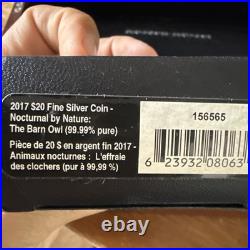 2017 $20 Fine Silver Coin -
Nocturnal by Nature:
The Barn Owl (99.99% pure)
Pièce de 20 $ en argent fin 2017 -
Animaux nocturnes : L'effraie
des clochers (pur à 99,99 %)
156565
6 23932 08063